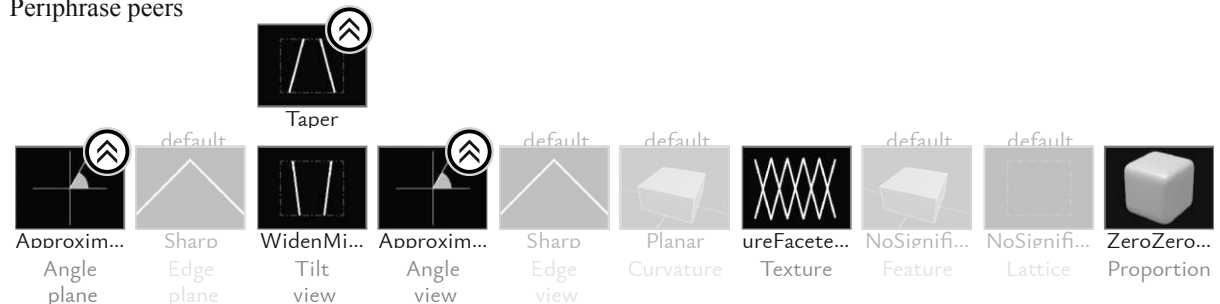 Periphrase peers
Taper
default default default default default
Approxim... Sharp WidenMi... Approxim... Sharp Planar ureFacete... NoSignifi... NoSignifi... ZeroZero...
Angle Edge Tilt Angle Edge Curvature Texture Feature Lattice Proportion
plane plane view view view